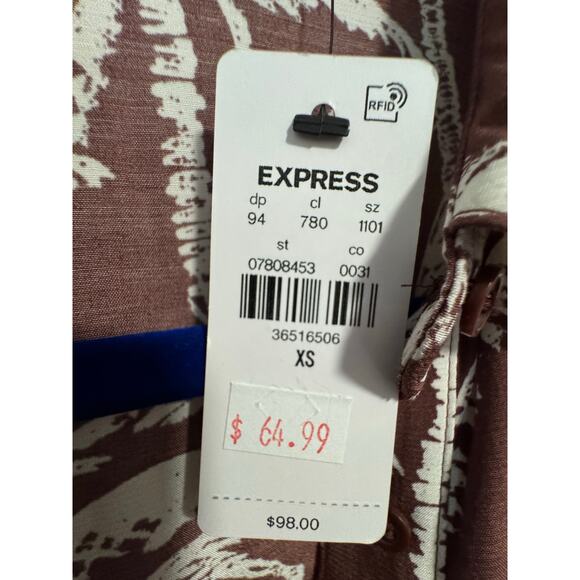 RFID
EXPRESS
dp cl sz
94 780 1101
st co
07808453 0031
36516506
XS
$ 64.99
$98.00